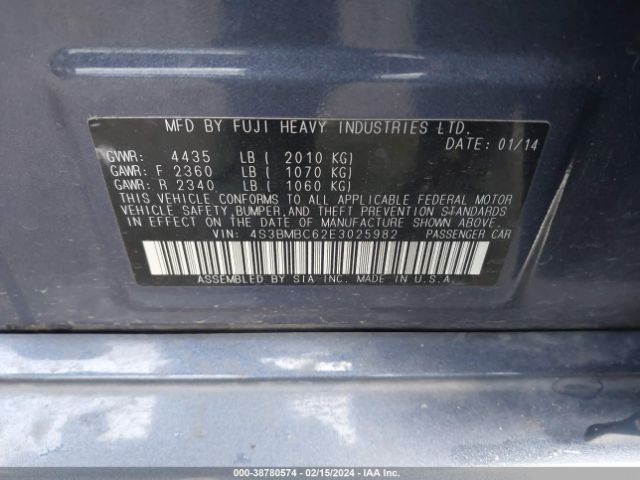 MFD BY FUJI HEAVY INDUSTRIES LTD.
DATE: 01/14
GVWR: 4435 LB ( 2010 KG)
GAWR: F 2360 LB ( 1070 KG)
GAWR: R 2340 LB. ( 1060 KG)
THIS VEHICLE CONFORMS TO ALL APPLICABLE FEDERAL MOTOR
VEHICLE SAFETY, BUMPER, AND THEFT PREVENTION STANDARDS
IN EFFECT ON THE DATE OF MANUFACTURE SHOWN ABOVE.
VIN: 4S3BMBC62E3025982 PASSENGER CAR
ASSEMBLED BY SIA INC. MADE IN U.S.A.
000-38780574 - 02/15/2024 - IAA Inc.